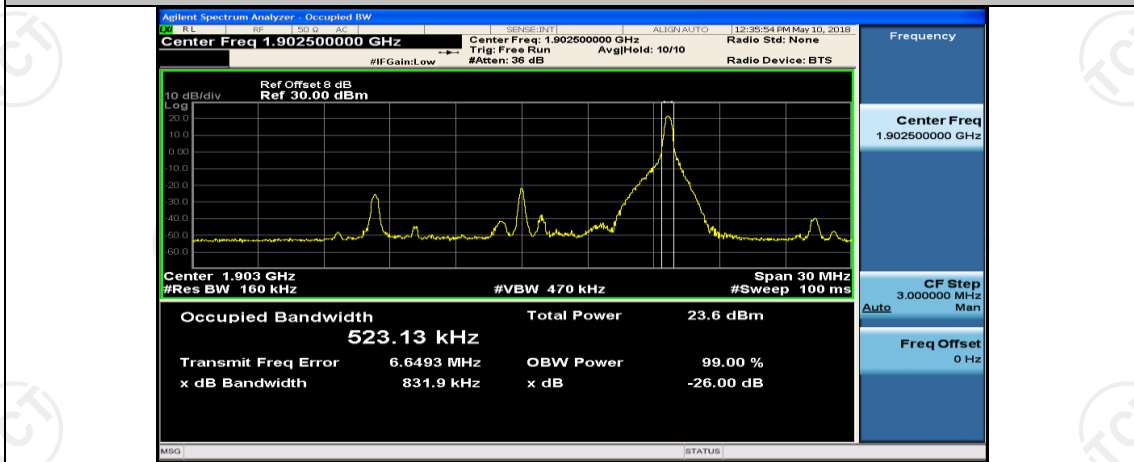 Agilent Spectrum Analyzer - Occupied BW
LXI RL RF 50 Ω AC SENSE:INT ALIGN AUTO 12:35:54 PM May 10, 2018
Center Freq 1.902500000 GHz
Center Freq: 1.902500000 GHz
Radio Std: None
Trig: Free Run Avg|Hold: 10/10
#IFGain:Low
#Atten: 36 dB
Radio Device: BTS
Ref Offset 8 dB
10 dB/div Ref 30.00 dBm
Log
20.0
10.0
0.00
-10.0
-20.0
-30.0
-40.0
-50.0
-60.0
Center 1.903 GHz
Span 30 MHz
#Res BW 160 kHz
#VBW 470 kHz
#Sweep 100 ms
Occupied Bandwidth
Total Power 23.6 dBm
523.13 kHz
Transmit Freq Error 6.6493 MHz
OBW Power 99.00 %
x dB Bandwidth 831.9 kHz
x dB -26.00 dB
MSG
STATUS
Frequency
Center Freq
1.902500000 GHz
CF Step
3.000000 MHz
Auto Man
Freq Offset
0 Hz